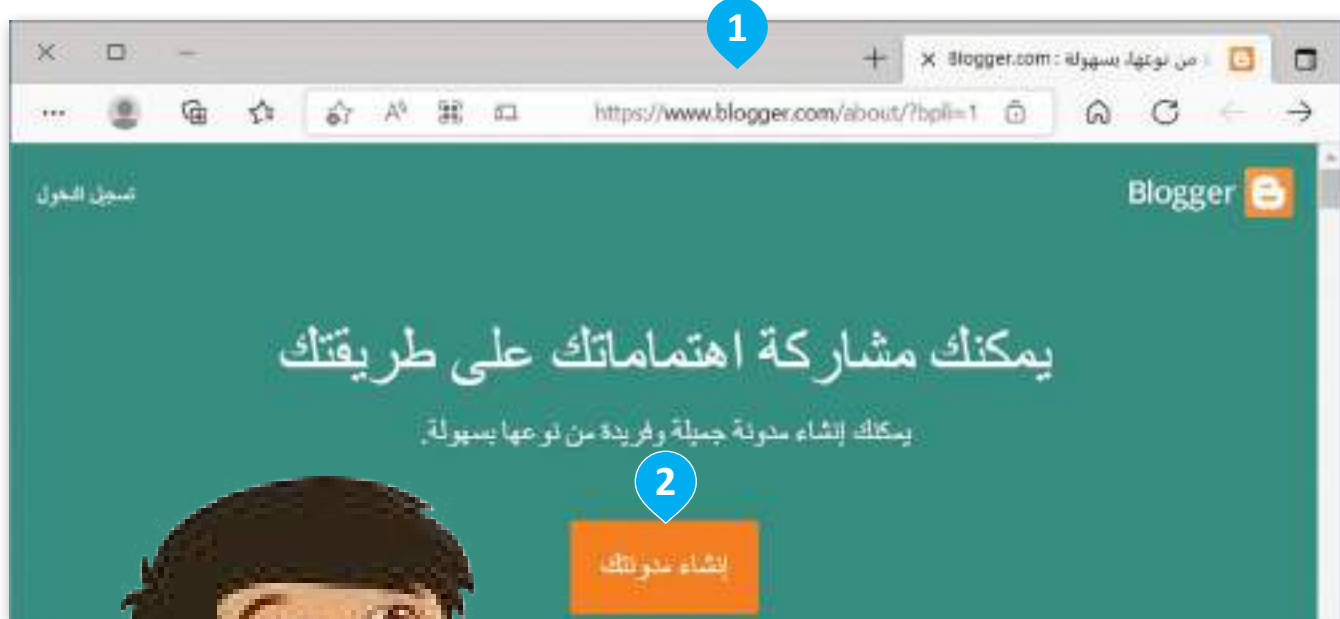 1
من نوعها، بسهولة : Blogger.com
https://www.blogger.com/about/?bpli=1
Blogger
تسجيل الدخول
يمكنك مشاركة اهتماماتك على طريقتك
يمكنك إنشاء مدونة جميلة وفريدة من نوعها بسهولة.
2
إنشاء مدونتك